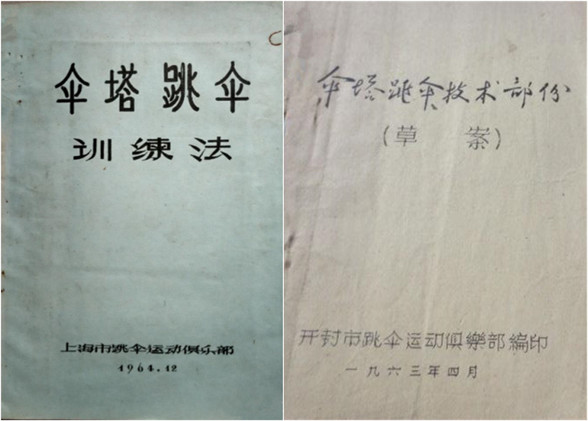 伞塔跳伞
训练法
上海市跳伞运动俱乐部
1964.12
伞塔跳伞技术部份
（草案）
开封市跳伞运动俱樂部編印
一九六三年四月